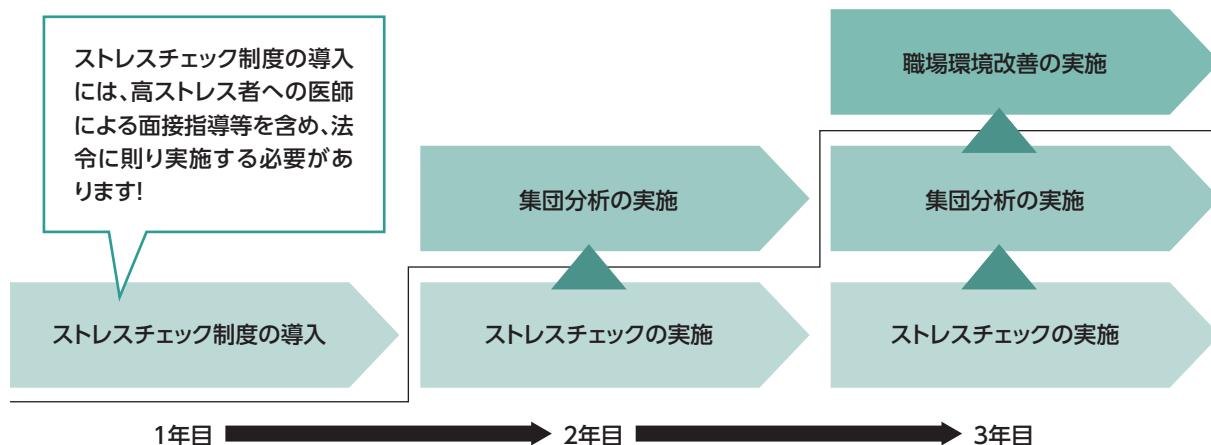 ストレスチェック制度の導入
には、高ストレス者への医師
による面接指導等を含め、法
令に則り実施する必要があ
ります!
職場環境改善の実施
集団分析の実施
集団分析の実施
ストレスチェック制度の導入
ストレスチェックの実施
ストレスチェックの実施
1年目
2年目
3年目